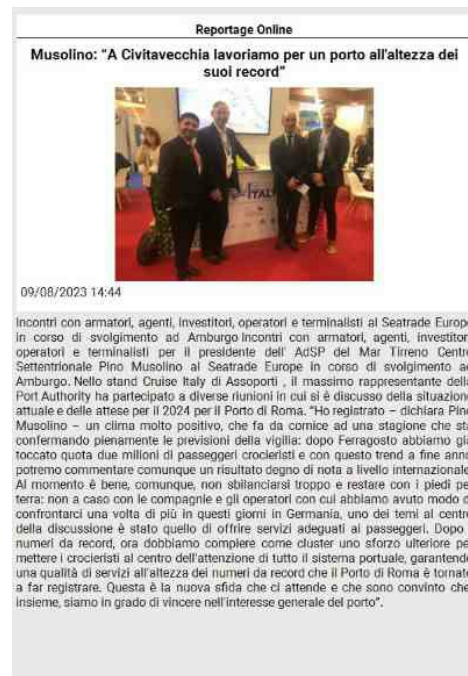 Reportage Online
Musolino: “A Civitavecchia lavoriamo per un porto all'altezza dei
suoi record”
ITALY
09/08/2023 14:44
Incontri con armatori, agenti, investitori, operatori e terminalisti al Seatrade Europe
in corso di svolgimento ad Amburgo Incontri con armatori, agenti, investitori
operatori e terminalisti per il presidente dell' AdSP del Mar Tirreno Centro
Settentrionale Pino Musolino al Seatrade Europe in corso di svolgimento ad
Amburgo. Nello stand Cruise Italy di Assoporti , il massimo rappresentante della
Port Authority ha partecipato a diverse riunioni in cui si è discusso della situazione
attuale e delle attese per il 2024 per il Porto di Roma. “Ho registrato – dichiara Pino
Musolino – un clima molto positivo, che fa da cornice ad una stagione che sta
confermando pienamente le previsioni della vigilia: dopo Ferragosto abbiamo già
toccato quota due milioni di passeggeri crocieristi e con questo trend a fine anno
potremo commentare comunque un risultato degno di nota a livello internazionale.
Al momento è bene, comunque, non sbilanciarsi troppo e restare con i piedi per
terra: non a caso con le compagnie e gli operatori con cui abbiamo avuto modo di
confrontarci una volta di più in questi giorni in Germania, uno dei temi al centro
della discussione è stato quello di offrire servizi adeguati ai passeggeri. Dopo i
numeri da record, ora dobbiamo compiere come cluster uno sforzo ulteriore per
mettere i crocieristi al centro dell'attenzione di tutto il sistema portuale, garantendo
una qualità di servizi all'altezza dei numeri da record che il Porto di Roma è tornato
a far registrare. Questa è la nuova sfida che ci attende e che sono convinto che,
insieme, siamo in grado di vincere nell'interesse generale del porto”.